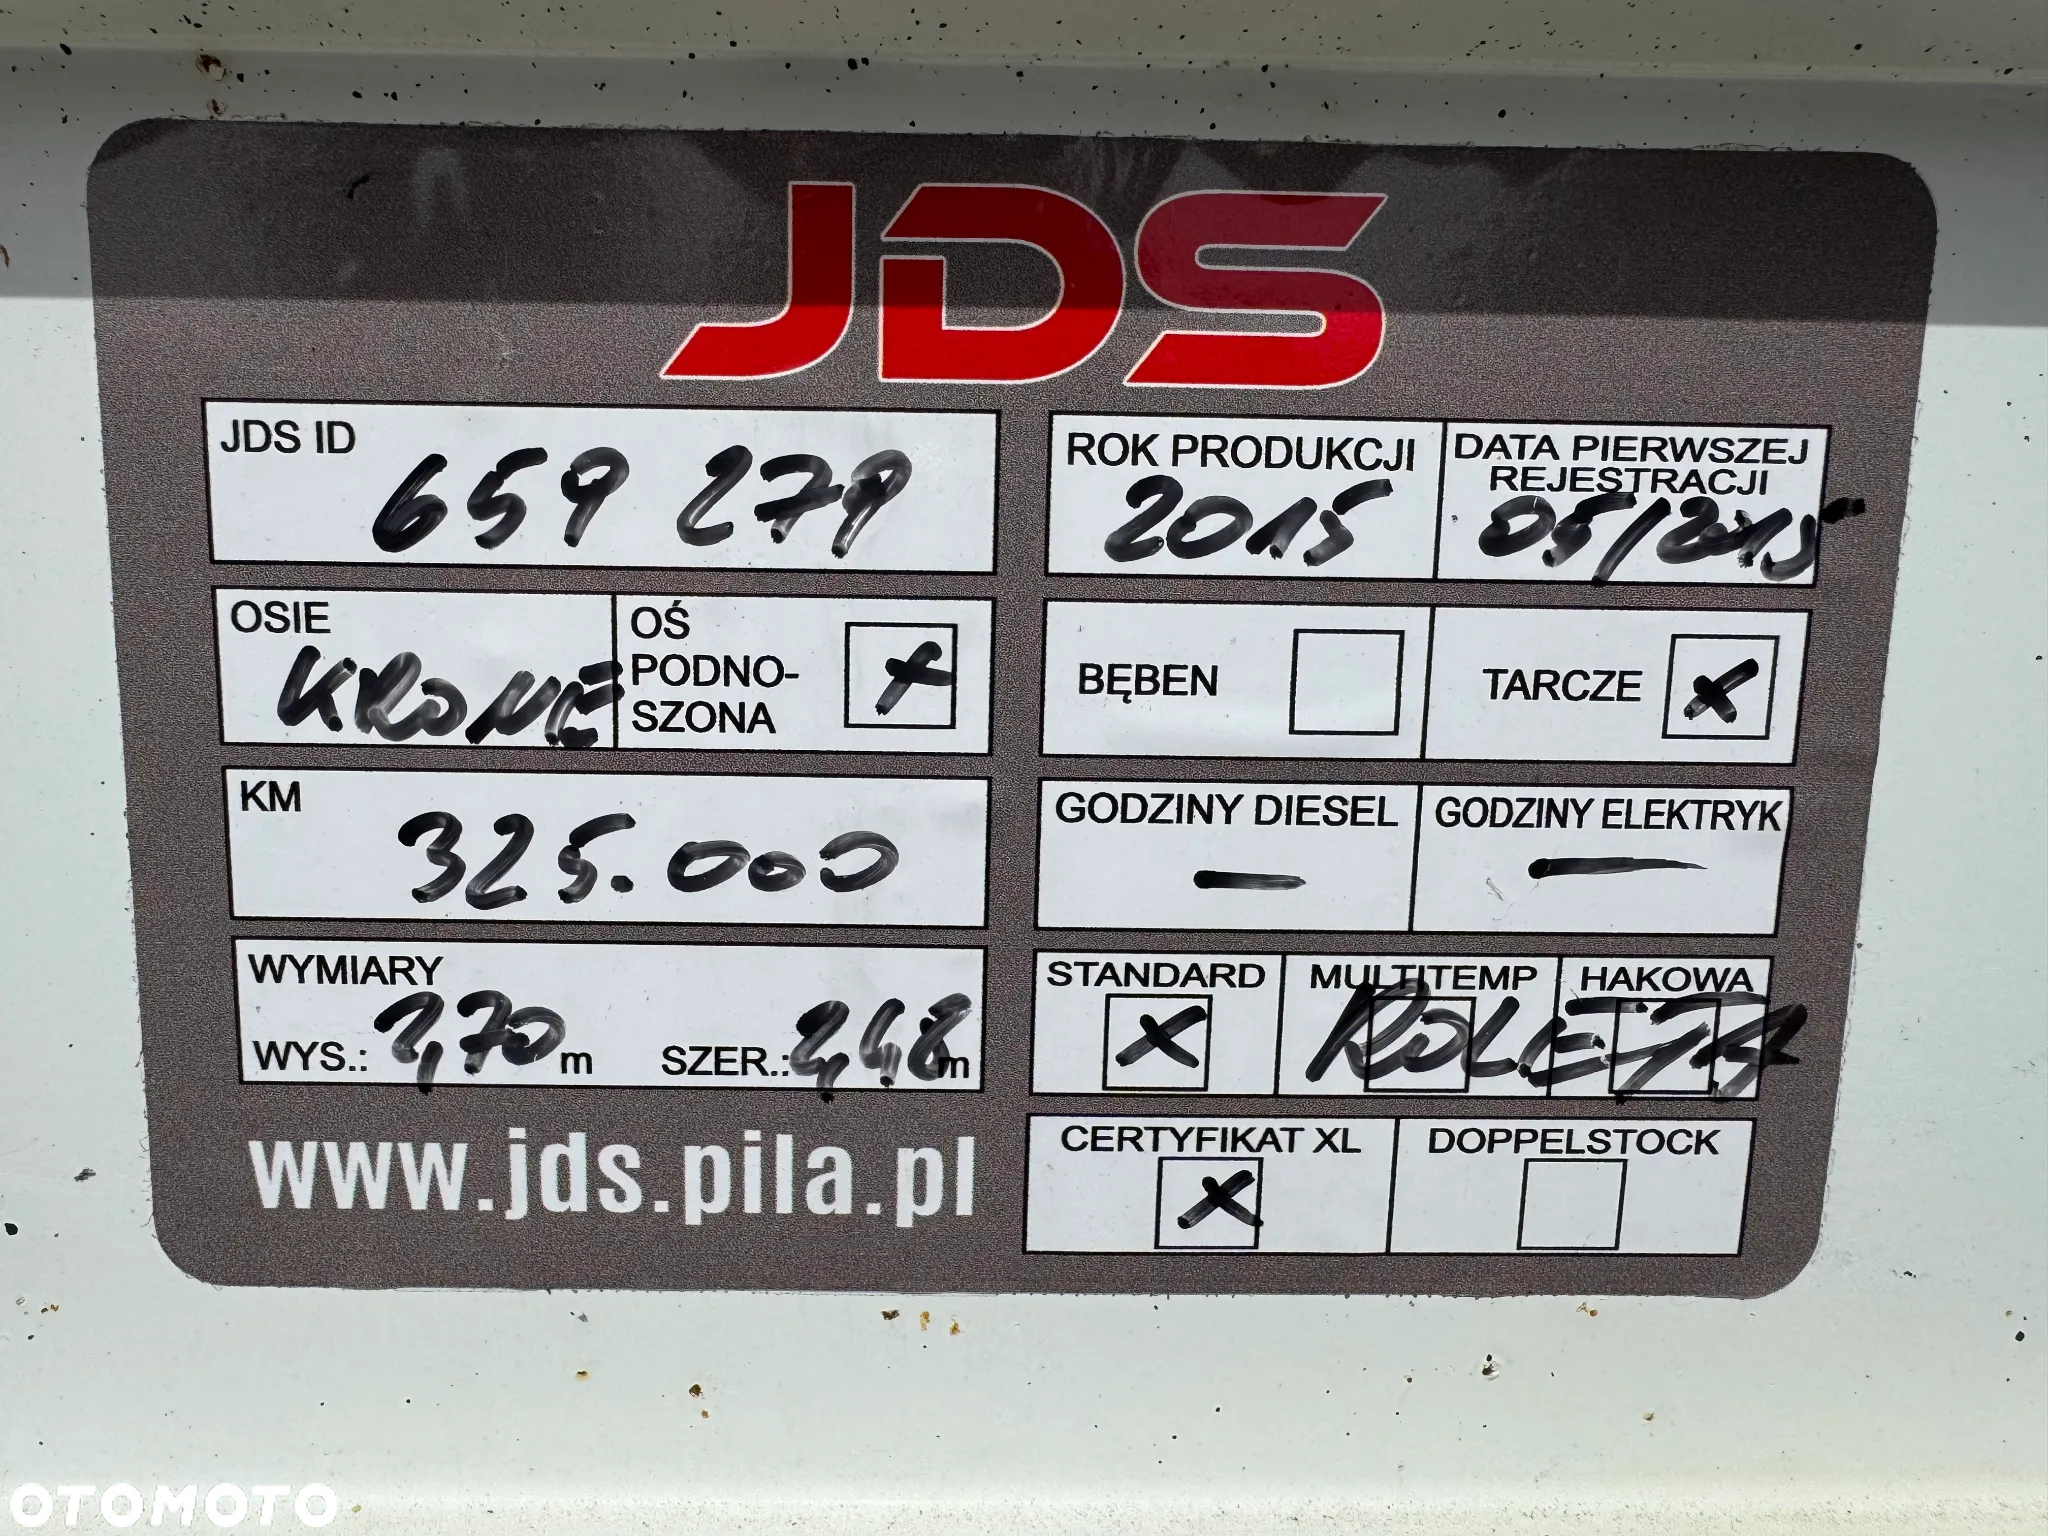 JDS
JDS ID
659 279
ROK PRODUKCJI
2015
DATA PIERWSZEJ
REJESTRACJI
05/2015
OSIE
KRONE
OŚ
PODNO-
SZONA
X
BĘBEN
TARCZE
X
KM
325.000
GODZINY DIESEL
—
GODZINY ELEKTRYK
—
WYMIARY
WYS.: 2,70 m SZER.: 2,48 m
STANDARD
X
MULTITEMP
HAKOWA
ROLETA
www.jds.pila.pl
CERTYFIKAT XL
X
DOPPELSTOCK
OTOMOTO